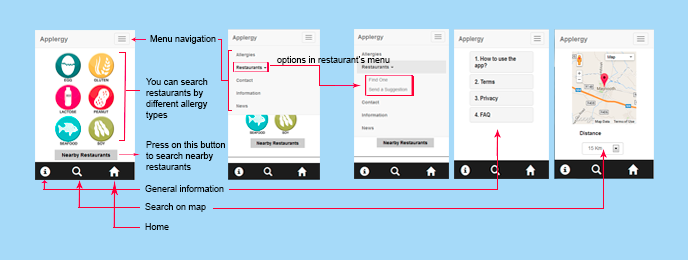 Applergy
EGG
GLUTEN
LACTOSE
PEANUT
SEAFOOD
SOY
Nearby Restaurants
Menu navigation
You can search
restaurants by
different allergy
types
Press on this button
to search nearby
restaurants
General information
Search on map
Home
Applergy
Allergies
Restaurants
Contact
Information
News
SEAFOOD
SOY
Nearby Restaurants
options in restaurant's menu
Applergy
Allergies
Restaurants
Find One
Send a Suggestion
Contact
Information
News
Nearby Restaurants
Applergy
1. How to use the
app?
2. Terms
3. Privacy
4. FAQ
Applergy
Map
Maynooth
Map Data
Terms of Use
Distance
15 Km